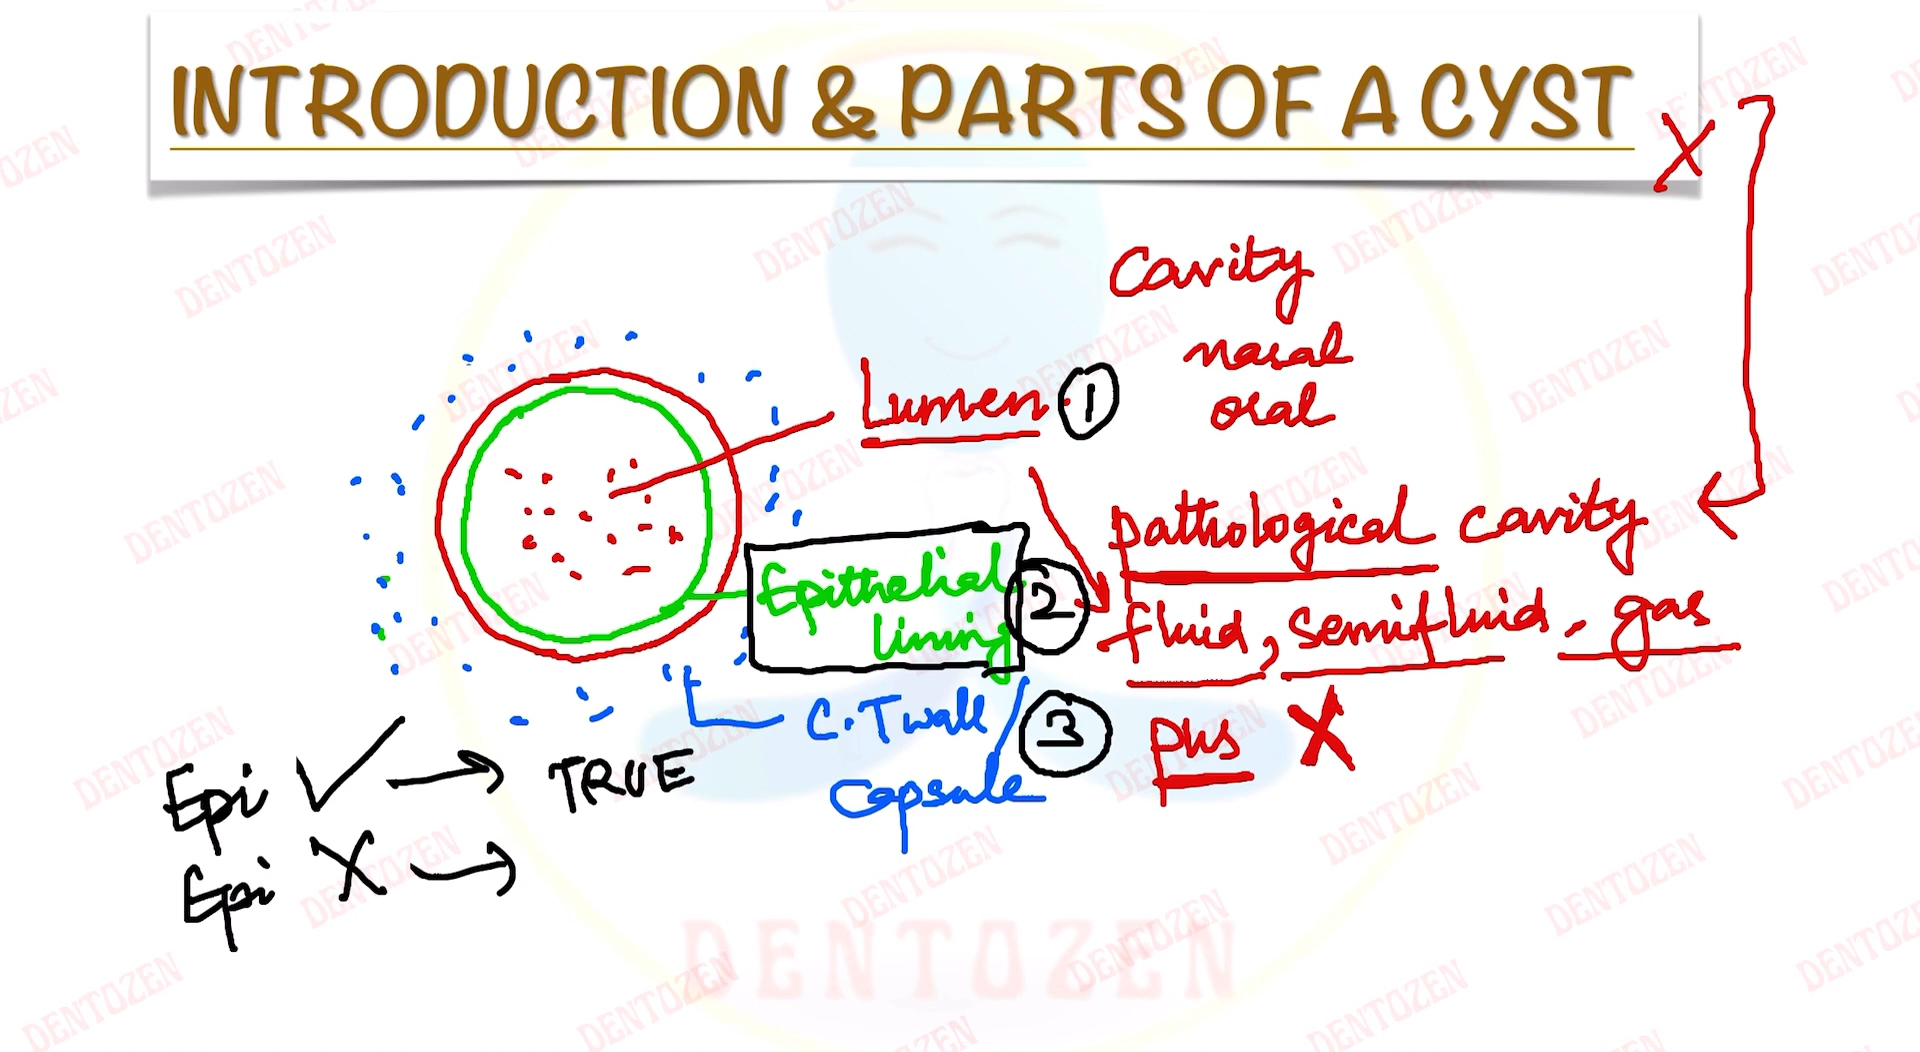 INTRODUCTION & PARTS OF A CYST
X
Cavity
nasal
oral
Lumen 1
pathological cavity
Epithelial
lining
2
fluid, semifluid, gas
C.T wall /
capsule
3
pus X
Epi ✓ → TRUE
Epi X →
DENTOZEN